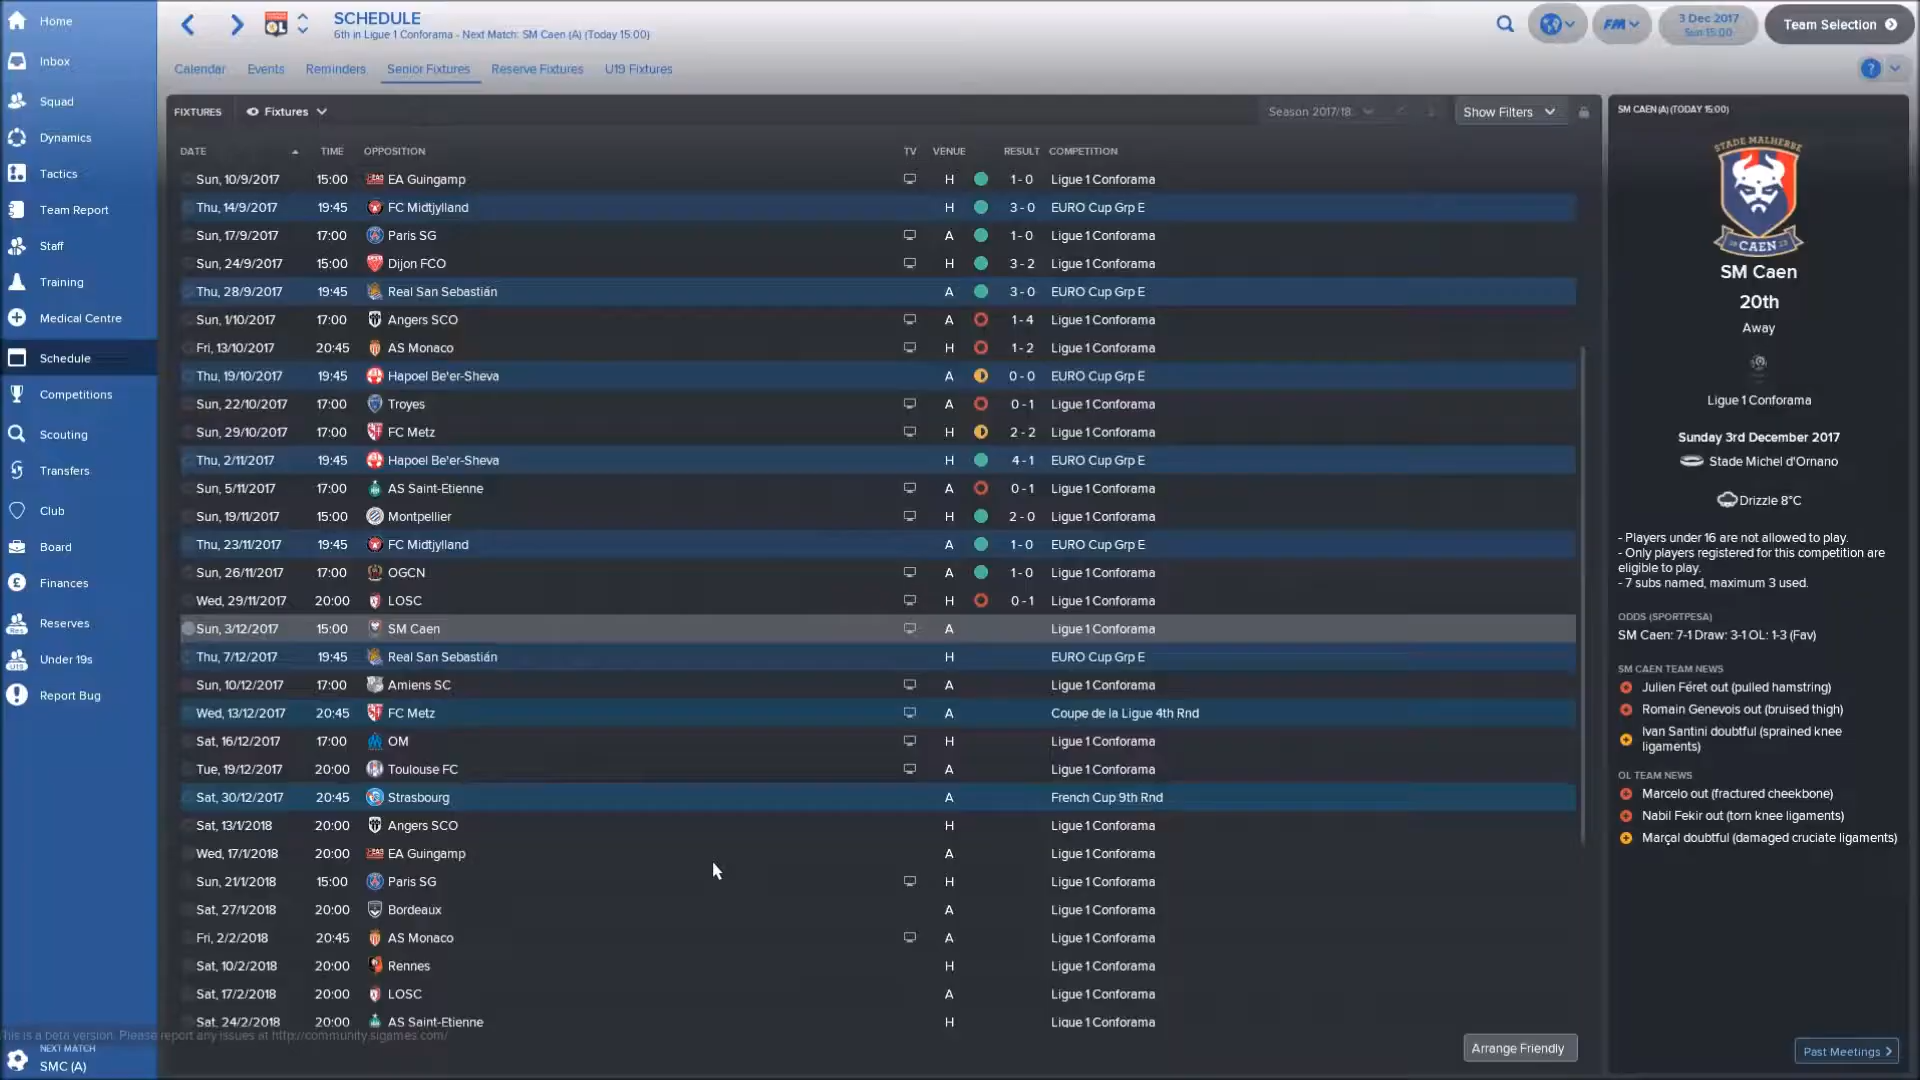 Home
Inbox
Squad
Dynamics
Tactics
Team Report
Staff
Training
Medical Centre
Schedule
Competitions
Scouting
Transfers
Club
Board
Finances
Reserves
Under 19s
Report Bug
NEXT MATCH
SMC (A)
OL
SCHEDULE
6th in Ligue 1 Conforama - Next Match: SM Caen (A) (Today 15:00)
FM
3 Dec 2017
Sun 15:00
Team Selection
Calendar Events Reminders Senior Fixtures Reserve Fixtures U19 Fixtures
FIXTURES Fixtures Season 2017/18 Show Filters
DATE TIME OPPOSITION TV VENUE RESULT COMPETITION
Sun, 10/9/2017 15:00 EA Guingamp H 1 - 0 Ligue 1 Conforama
Thu, 14/9/2017 19:45 FC Midtjylland H 3 - 0 EURO Cup Grp E
Sun, 17/9/2017 17:00 Paris SG A 1 - 0 Ligue 1 Conforama
Sun, 24/9/2017 15:00 Dijon FCO H 3 - 2 Ligue 1 Conforama
Thu, 28/9/2017 19:45 Real San Sebastián A 3 - 0 EURO Cup Grp E
Sun, 1/10/2017 17:00 Angers SCO A 1 - 4 Ligue 1 Conforama
Fri, 13/10/2017 20:45 AS Monaco H 1 - 2 Ligue 1 Conforama
Thu, 19/10/2017 19:45 Hapoel Be'er-Sheva A 0 - 0 EURO Cup Grp E
Sun, 22/10/2017 17:00 Troyes A 0 - 1 Ligue 1 Conforama
Sun, 29/10/2017 17:00 FC Metz H 2 - 2 Ligue 1 Conforama
Thu, 2/11/2017 19:45 Hapoel Be'er-Sheva H 4 - 1 EURO Cup Grp E
Sun, 5/11/2017 17:00 AS Saint-Etienne A 0 - 1 Ligue 1 Conforama
Sun, 19/11/2017 15:00 Montpellier H 2 - 0 Ligue 1 Conforama
Thu, 23/11/2017 19:45 FC Midtjylland A 1 - 0 EURO Cup Grp E
Sun, 26/11/2017 17:00 OGCN A 1 - 0 Ligue 1 Conforama
Wed, 29/11/2017 20:00 LOSC H 0 - 1 Ligue 1 Conforama
Sun, 3/12/2017 15:00 SM Caen A Ligue 1 Conforama
Thu, 7/12/2017 19:45 Real San Sebastián H EURO Cup Grp E
Sun, 10/12/2017 17:00 Amiens SC A Ligue 1 Conforama
Wed, 13/12/2017 20:45 FC Metz A Coupe de la Ligue 4th Rnd
Sat, 16/12/2017 17:00 OM H Ligue 1 Conforama
Tue, 19/12/2017 20:00 Toulouse FC A Ligue 1 Conforama
Sat, 30/12/2017 20:45 Strasbourg A French Cup 9th Rnd
Sat, 13/1/2018 20:00 Angers SCO H Ligue 1 Conforama
Wed, 17/1/2018 20:00 EA Guingamp A Ligue 1 Conforama
Sun, 21/1/2018 15:00 Paris SG H Ligue 1 Conforama
Sat, 27/1/2018 20:00 Bordeaux A Ligue 1 Conforama
Fri, 2/2/2018 20:45 AS Monaco A Ligue 1 Conforama
Sat, 10/2/2018 20:00 Rennes H Ligue 1 Conforama
Sat, 17/2/2018 20:00 LOSC A Ligue 1 Conforama
Sat, 24/2/2018 20:00 AS Saint-Etienne H Ligue 1 Conforama
This is a beta version. Please report any issues at http://community.sigames.com/
Arrange Friendly
SM CAEN (A) (TODAY 15:00)
STADE MALHERBE
CAEN
SM Caen
20th
Away
Ligue 1 Conforama
Sunday 3rd December 2017
Stade Michel d'Ornano
Drizzle 8°C
- Players under 16 are not allowed to play.
- Only players registered for this competition are
eligible to play.
- 7 subs named, maximum 3 used.
ODDS (SPORTPESA)
SM Caen: 7-1 Draw: 3-1 OL: 1-3 (Fav)
SM CAEN TEAM NEWS
Julien Féret out (pulled hamstring)
Romain Genevois out (bruised thigh)
Ivan Santini doubtful (sprained knee
ligaments)
OL TEAM NEWS
Marcelo out (fractured cheekbone)
Nabil Fekir out (torn knee ligaments)
Marçal doubtful (damaged cruciate ligaments)
Past Meetings